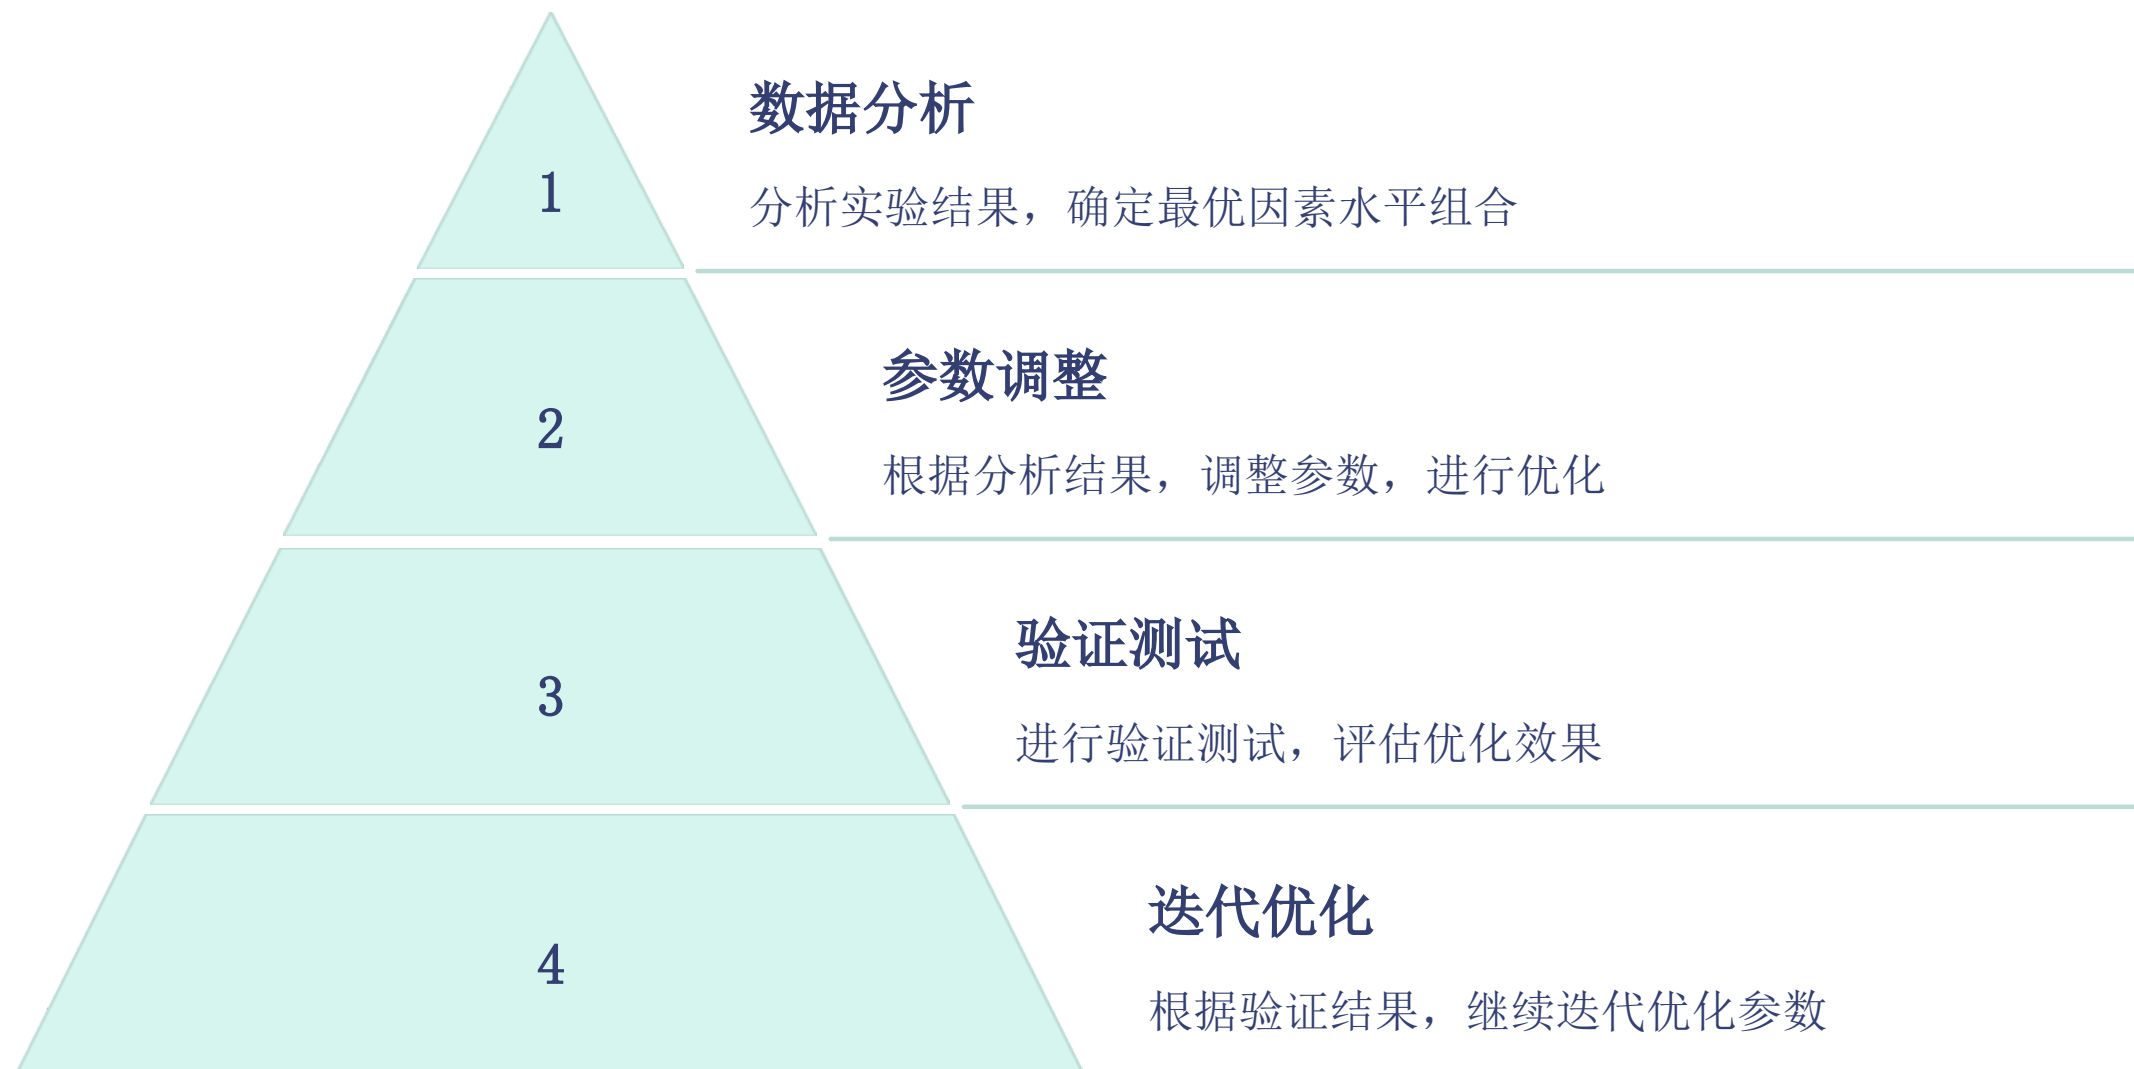 数据分析
1
分析实验结果，确定最优因素水平组合
参数调整
2
根据分析结果，调整参数，进行优化
验证测试
3
进行验证测试，评估优化效果
迭代优化
4
根据验证结果，继续迭代优化参数